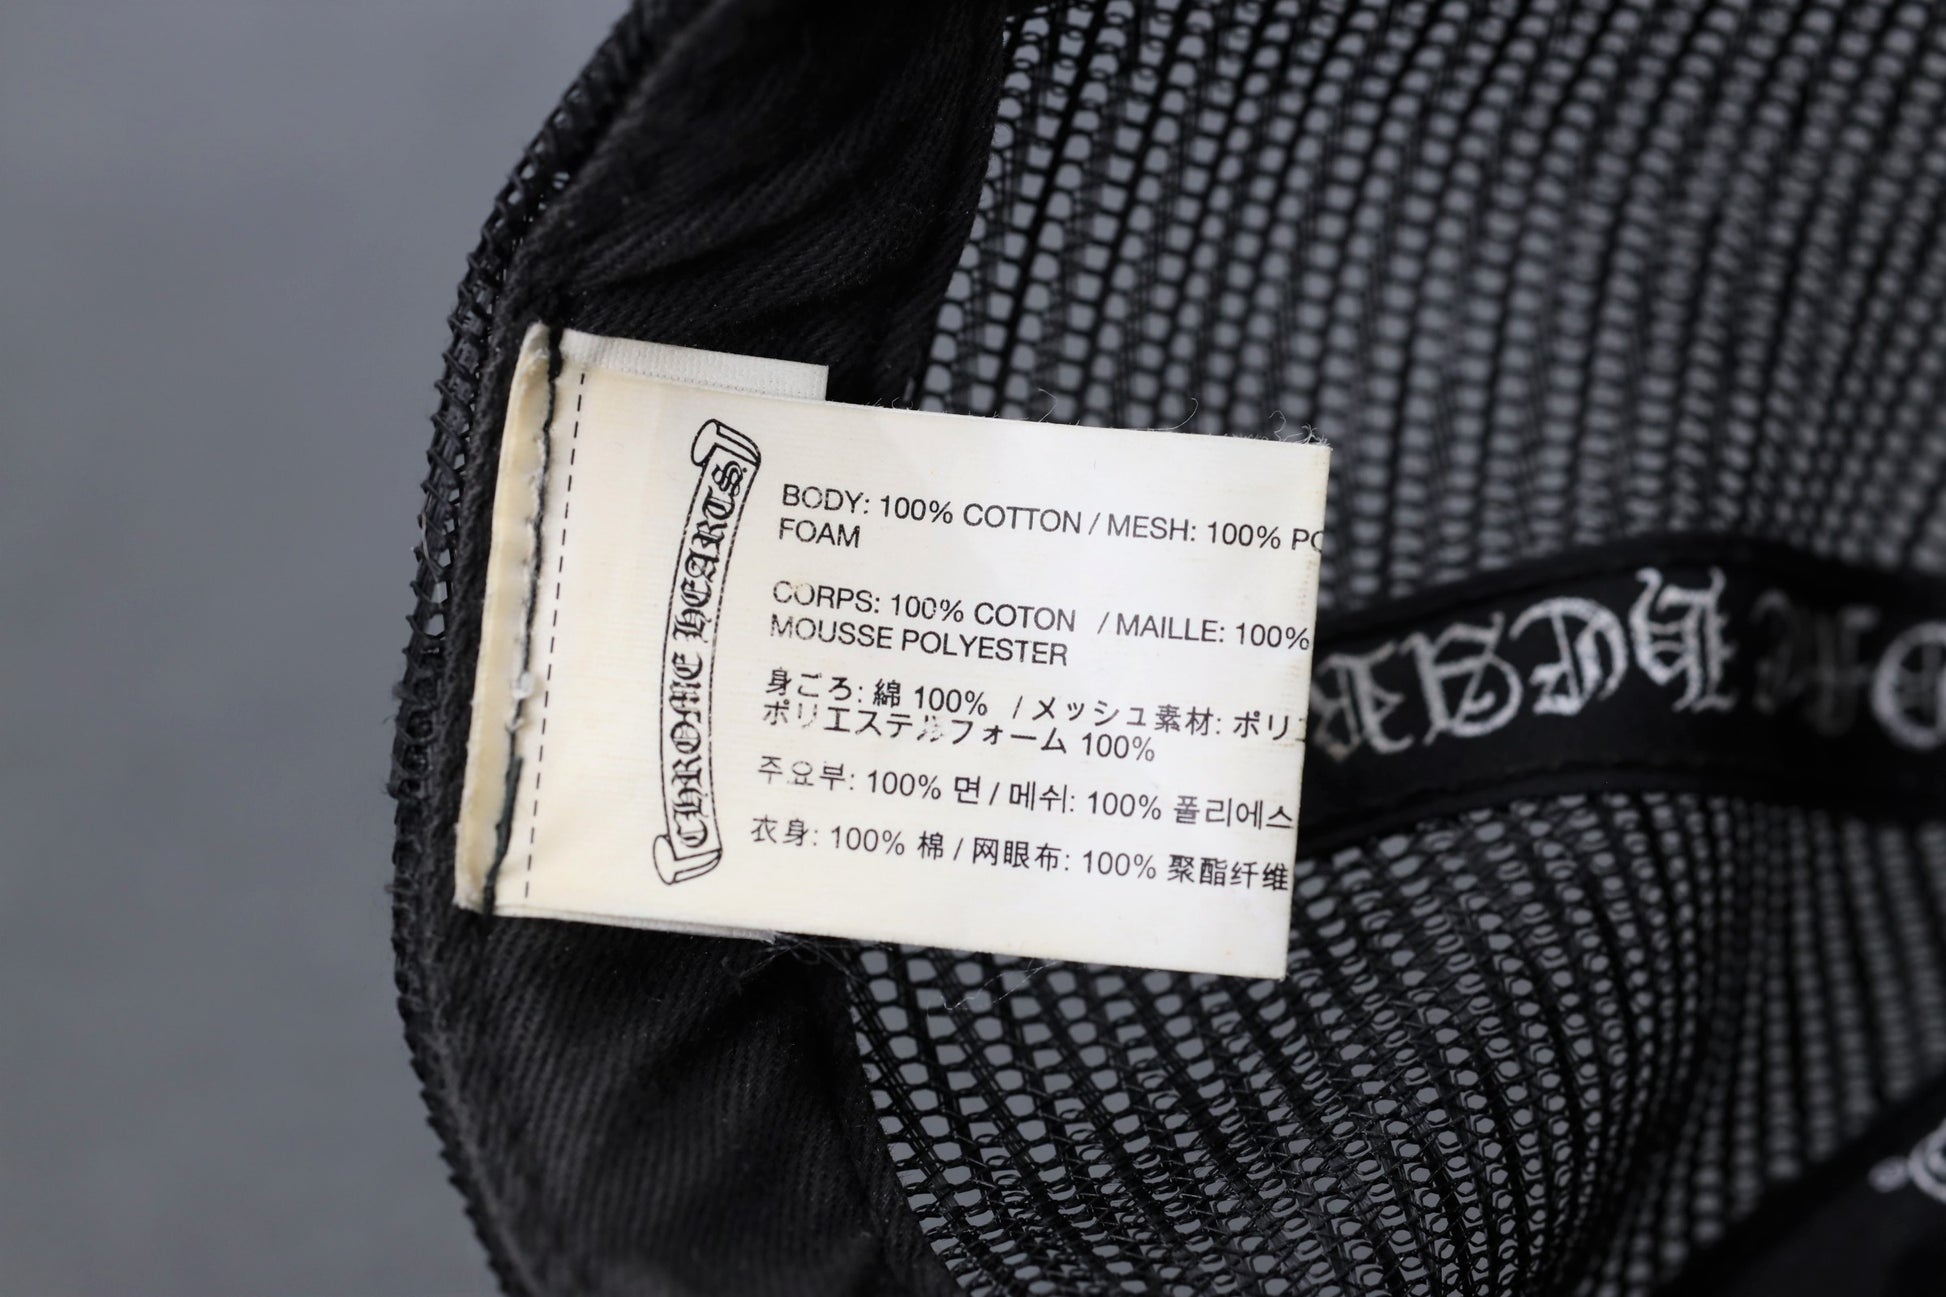 CHROME HEARTS
BODY: 100% COTTON / MESH: 100%
FOAM
CORPS: 100% COTON / MAILLE: 100%
MOUSSE POLYESTER
身ごろ: 綿 100% / メッシュ素材: ポリ
ポリエステルフォーム 100%
주요부: 100% 면 / 메쉬: 100% 폴리에스
衣身: 100% 棉 / 网眼布: 100% 聚酯纤维